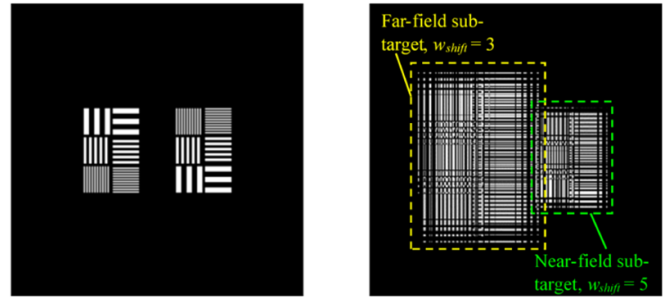 Far-field sub-
target, wshift = 3
Near-field sub-
target, wshift = 5